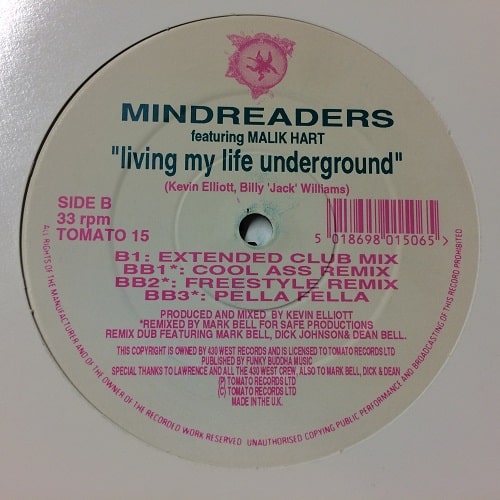 MINDREADERS
featuring MALIK HART
"living my life underground"
(Kevin Elliott, Billy 'Jack' Williams)
SIDE B
33 rpm
TOMATO 15
5 018698 015065 >
B1: EXTENDED CLUB MIX
BB1*: COOL ASS REMIX
BB2*: FREESTYLE REMIX
BB3*: PELLA FELLA
PRODUCED AND MIXED BY KEVIN ELLIOTT
*REMIXED BY MARK BELL FOR SAFE PRODUCTIONS
REMIX DUB FEATURING MARK BELL, DICK JOHNSON& DEAN BELL.
THIS COPYRIGHT IS OWNED BY 430 WEST RECORDS AND IS LICENSED TO TOMATO RECORDS LTD
PUBLISHED BY FUNKY BUDDHA MUSIC
SPECIAL THANKS TO LAWRENCE AND ALL THE 430 WEST CREW, ALSO TO MARK BELL, DICK & DEAN
(P) TOMATO RECORDS LTD
(C) TOMATO RECORDS LTD
MADE IN THE U.K.
ALL RIGHTS OF THE MANUFACTURER AND OF THE OWNER OF THE RECORDED WORK RESERVED UNAUTHORISED COPYING PUBLIC PERFORMANCE AND BROADCASTING OF THIS RECORD PROHIBITED